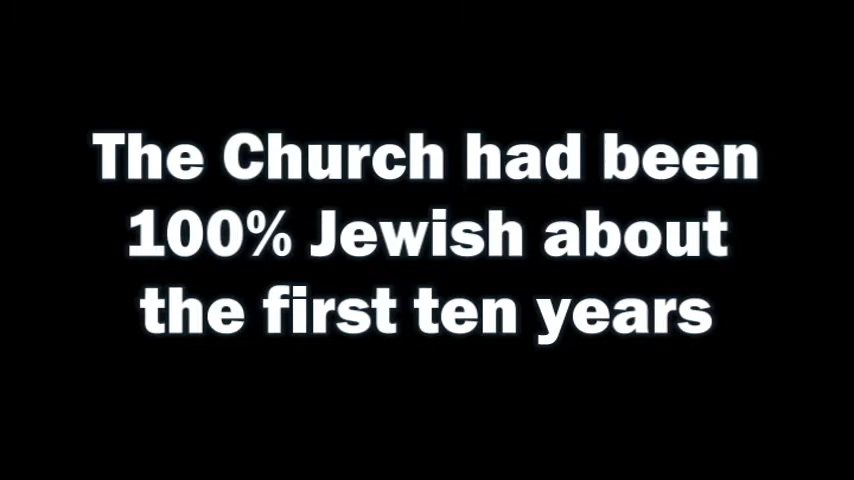 The Church had been
100% Jewish about
the first ten years